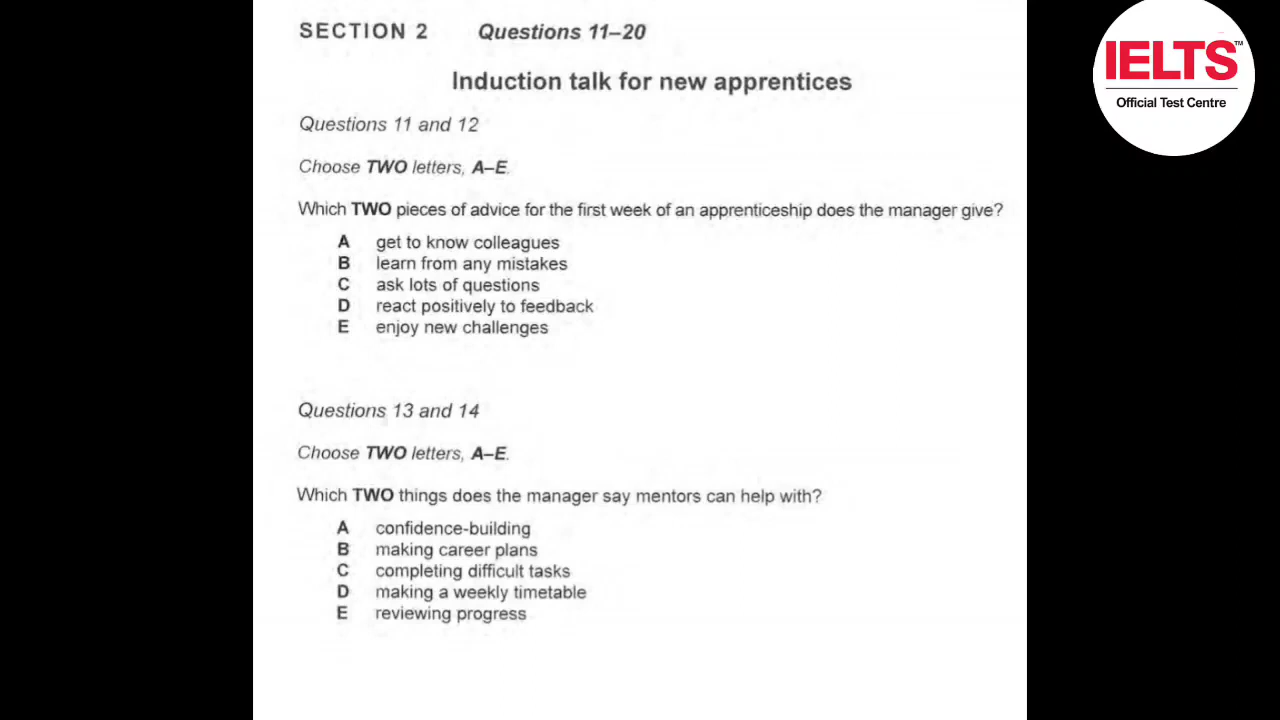 SECTION 2 Questions 11–20
IELTS™
Official Test Centre
Induction talk for new apprentices
Questions 11 and 12
Choose TWO letters, A–E.
Which TWO pieces of advice for the first week of an apprenticeship does the manager give?
A get to know colleagues
B learn from any mistakes
C ask lots of questions
D react positively to feedback
E enjoy new challenges
Questions 13 and 14
Choose TWO letters, A–E.
Which TWO things does the manager say mentors can help with?
A confidence-building
B making career plans
C completing difficult tasks
D making a weekly timetable
E reviewing progress